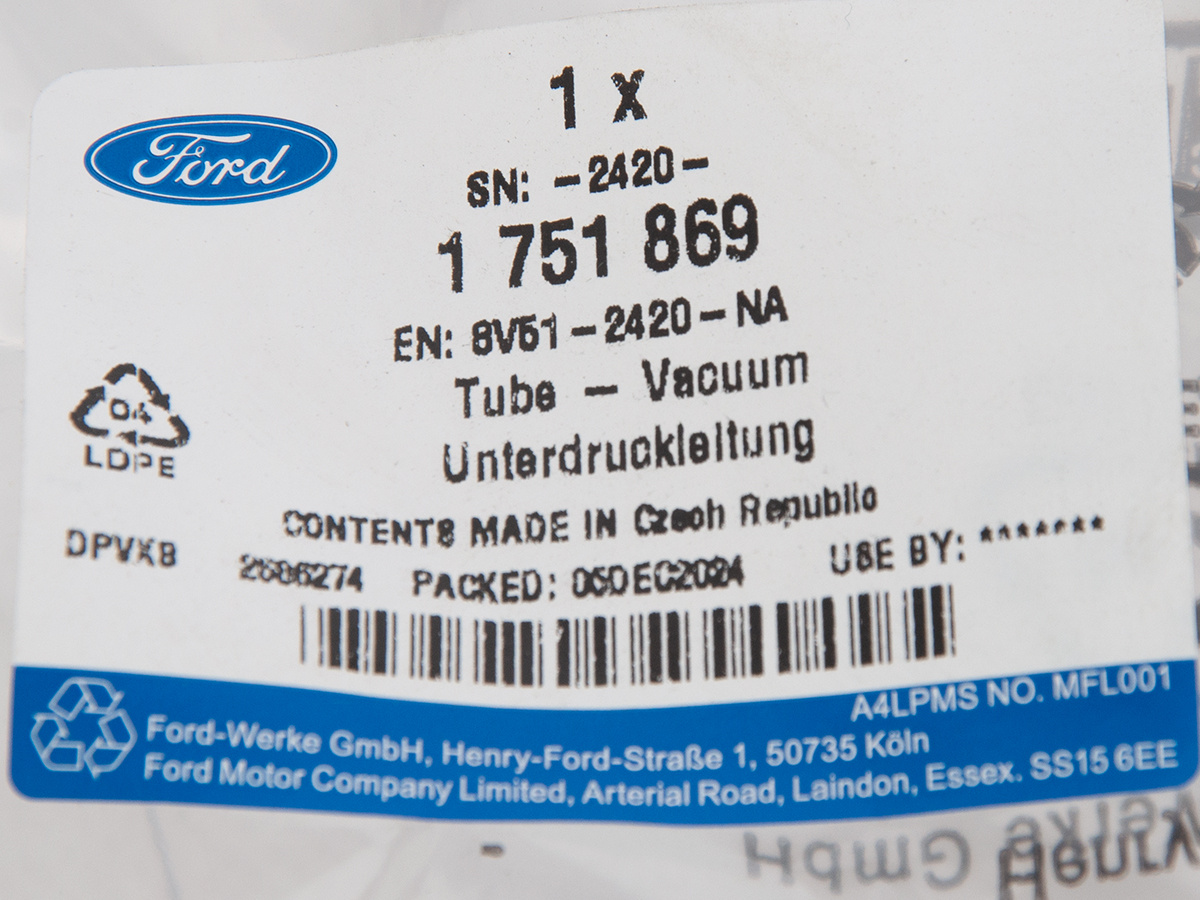 1 x
Ford
SN: -2420-
1 751 869
EN: 8V51-2420-NA
Tube - Vacuum
04
LDPE
Unterdruckleitung
CONTENTS MADE IN Czech Republic
DPVXB
PACKED: 05DEC2024
USE BY: *******
A4LPMS NO. MFL001
Ford-Werke GmbH, Henry-Ford-Straße 1, 50735 Köln
Ford Motor Company Limited, Arterial Road, Laindon, Essex. SS15 6EE
GmbH